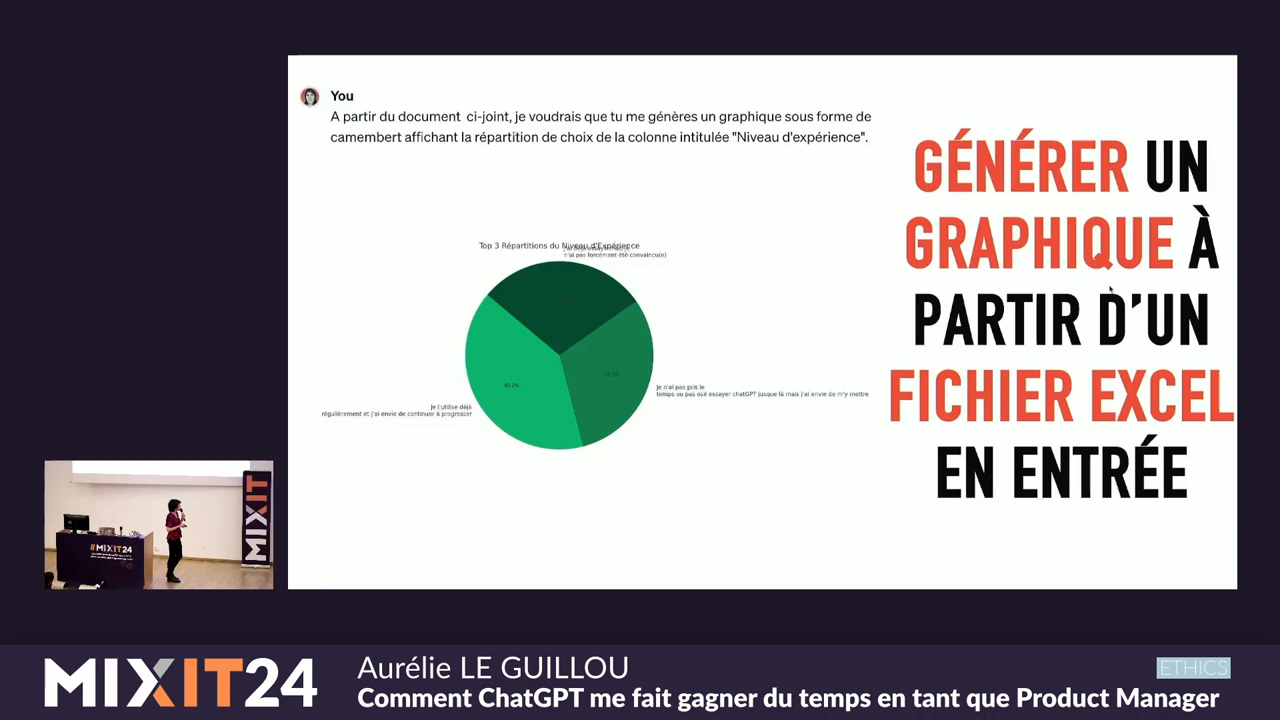 You
A partir du document ci-joint, je voudrais que tu me génères un graphique sous forme de
camembert affichant la répartition de choix de la colonne intitulée "Niveau d'expérience".
GÉNÉRER UN
GRAPHIQUE À
PARTIR D'UN
FICHIER EXCEL
EN ENTRÉE
Top 3 Répartitions du Niveau d'Expérience
n'ai pas forcément été convaincu(e)
Je n'ai pas pris le
temps ou pas osé essayer chatGPT jusque là mais j'ai envie de m'y mettre
Je l'utilise déjà
régulièrement et j'ai envie de continuer à progresser
MIXIT
#MIXIT24
MIXIT24
Aurélie LE GUILLOU
ETHICS
Comment ChatGPT me fait gagner du temps en tant que Product Manager